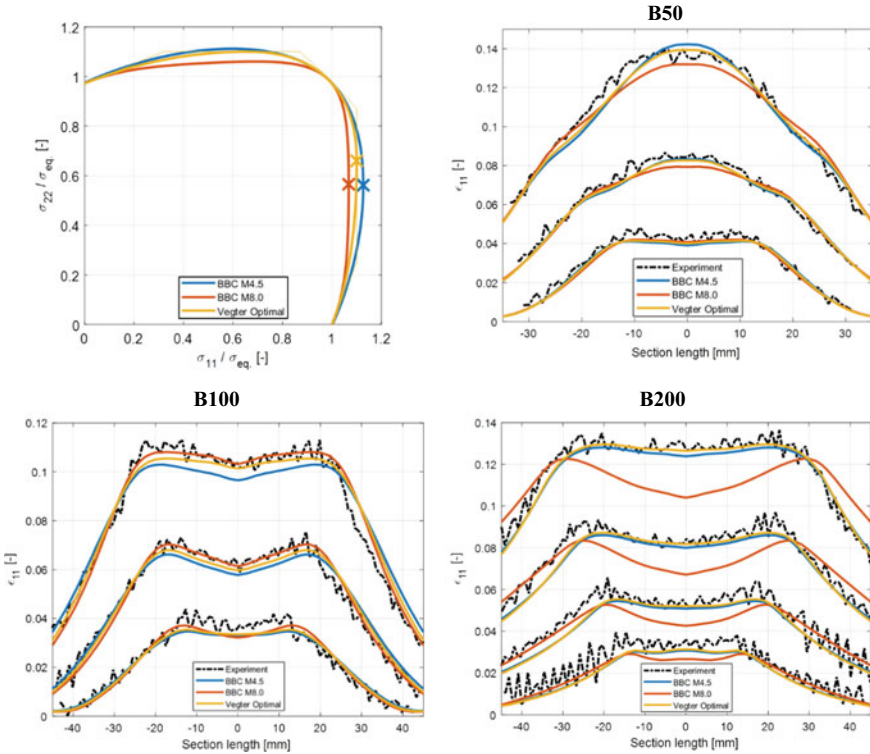 B50
σ22 / σeq. [-]
1.2
1
0.8
0.6
0.4
0.2
0
BBC M4.5
BBC M8.0
Vegter Optimal
0 0.2 0.4 0.6 0.8 1 1.2
σ11 / σeq. [-]
ϵ11 [-]
0.14
0.12
0.1
0.08
0.06
0.04
0.02
0
Experiment
BBC M4.5
BBC M8.0
Vegter Optimal
-30 -20 -10 0 10 20 30
Section length [mm]
B100
ϵ11 [-]
0.12
0.1
0.08
0.06
0.04
0.02
0
Experiment
BBC M4.5
BBC M8.0
Vegter Optimal
-40 -20 0 20 40
Section length [mm]
B200
ϵ11 [-]
0.14
0.12
0.1
0.08
0.06
0.04
0.02
0
Experiment
BBC M4.5
BBC M8.0
Vegter Optimal
-40 -30 -20 -10 0 10 20 30 40
Section length [mm]